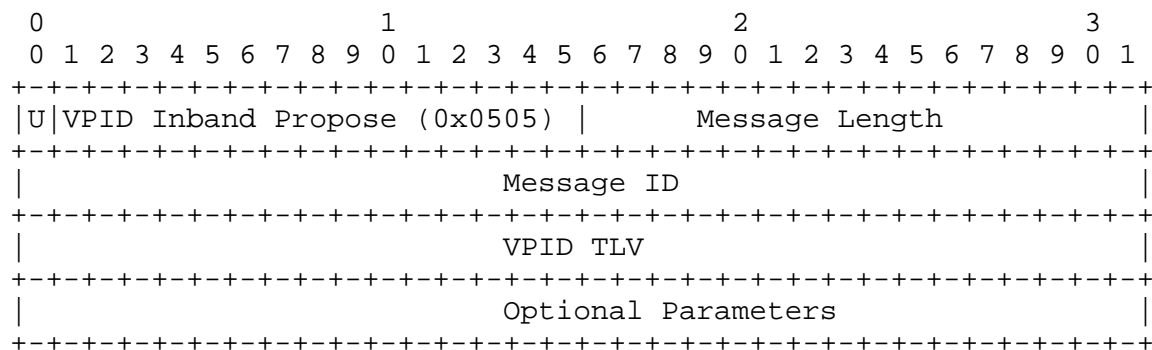 0                   1                   2                   3
 0 1 2 3 4 5 6 7 8 9 0 1 2 3 4 5 6 7 8 9 0 1 2 3 4 5 6 7 8 9 0 1
+-+-+-+-+-+-+-+-+-+-+-+-+-+-+-+-+-+-+-+-+-+-+-+-+-+-+-+-+-+-+-+-+
|U|VPID Inband Propose (0x0505) |      Message Length           |
+-+-+-+-+-+-+-+-+-+-+-+-+-+-+-+-+-+-+-+-+-+-+-+-+-+-+-+-+-+-+-+-+
|                           Message ID                          |
+-+-+-+-+-+-+-+-+-+-+-+-+-+-+-+-+-+-+-+-+-+-+-+-+-+-+-+-+-+-+-+-+
|                           VPID TLV                            |
+-+-+-+-+-+-+-+-+-+-+-+-+-+-+-+-+-+-+-+-+-+-+-+-+-+-+-+-+-+-+-+-+
|                           Optional Parameters                 |
+-+-+-+-+-+-+-+-+-+-+-+-+-+-+-+-+-+-+-+-+-+-+-+-+-+-+-+-+-+-+-+-+